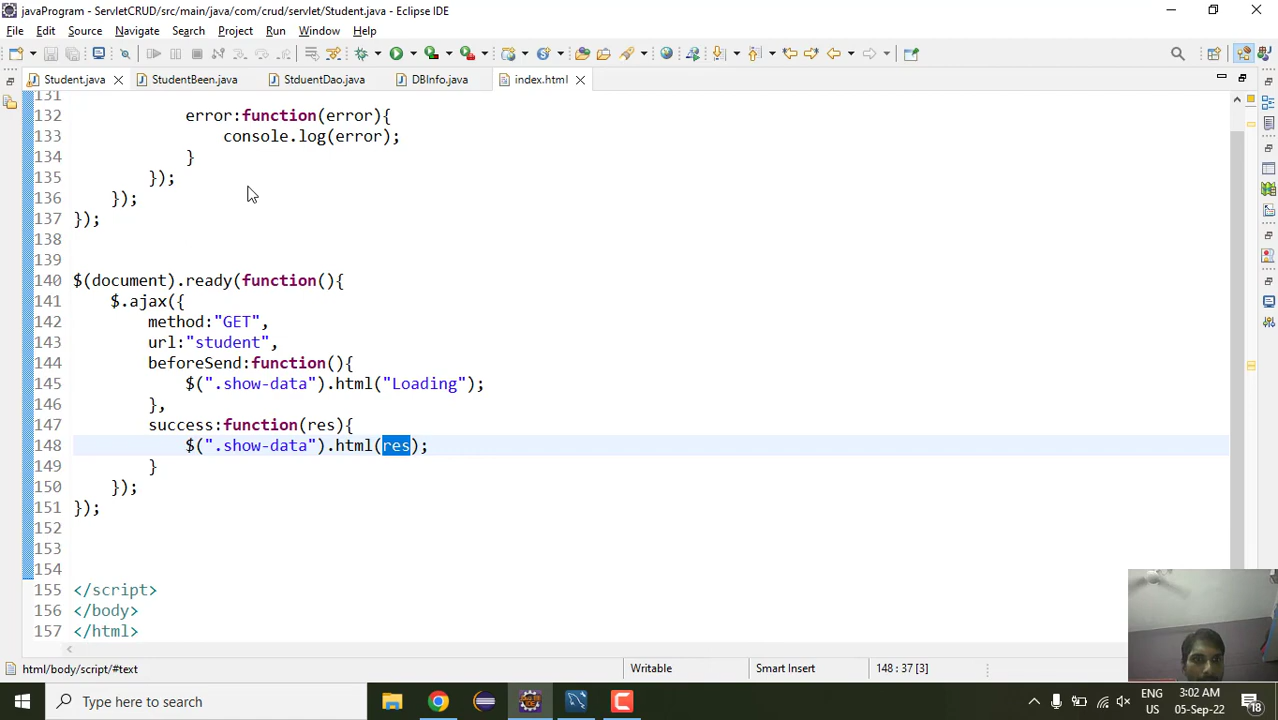 javaProgram - ServletCRUD/src/main/java/com/crud/servlet/Student.java - Eclipse IDE
File Edit Source Navigate Search Project Run Window Help
Student.java StudentBeen.java StduentDao.java DBInfo.java index.html
131
132 error:function(error){
133 console.log(error);
134 }
135 });
136 });
137 });
138
139
140 $(document).ready(function(){
141 $.ajax({
142 method:"GET",
143 url:"student",
144 beforeSend:function(){
145 $(".show-data").html("Loading");
146 },
147 success:function(res){
148 $(".show-data").html(res);
149 }
150 });
151 });
152
153
154
155 </script>
156 </body>
157 </html>
html/body/script/#text Writable Smart Insert 148 : 37 [3]
Type here to search
ENG
US
3:02 AM
05-Sep-22
18